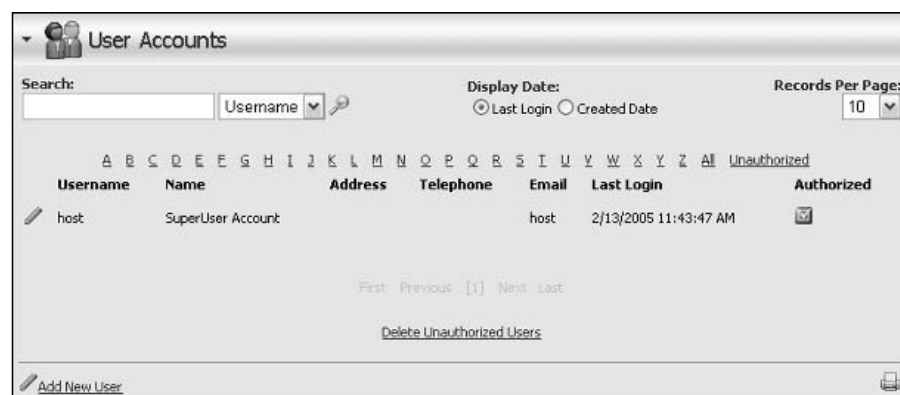 User Accounts
Search: Display Date: Records Per Page:
Username Last Login Created Date 10
A B C D E F G H I J K L M N O P Q R S T U V W X Y Z All Unauthorized
Username Name Address Telephone Email Last Login Authorized
host SuperUser Account host 2/13/2005 11:43:47 AM
First Previous [1] Next Last
Delete Unauthorized Users
Add New User